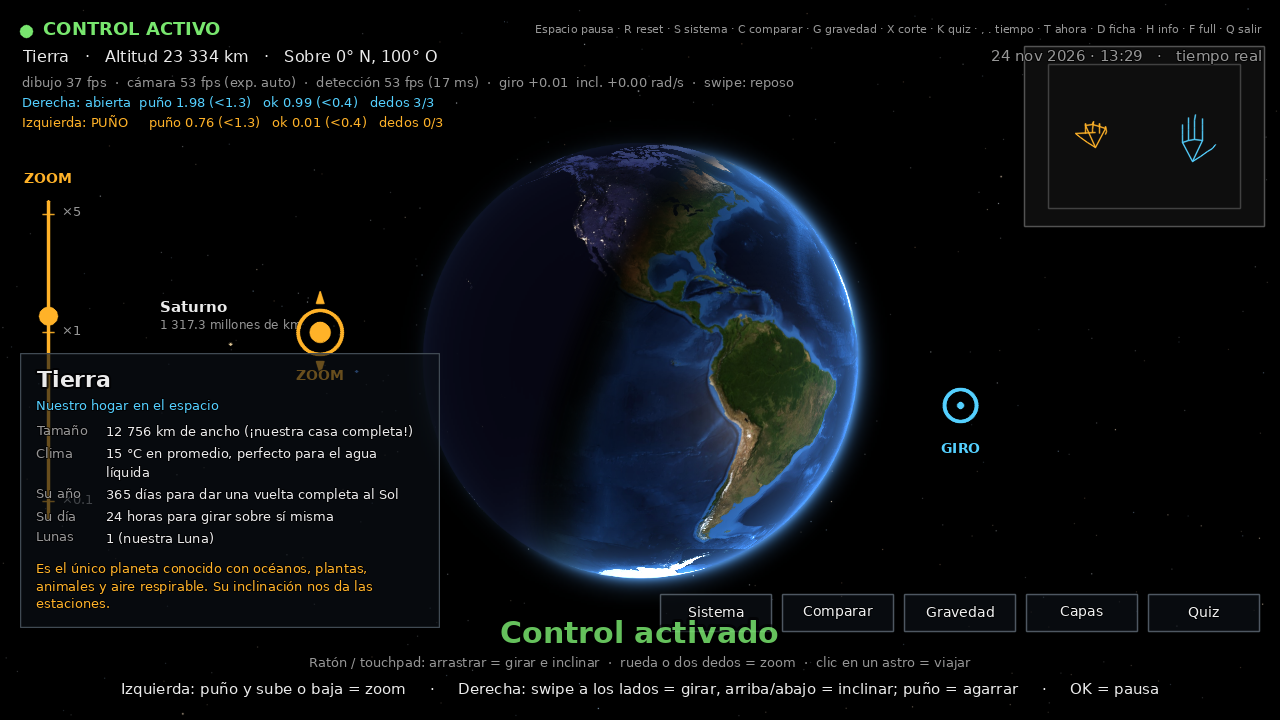 CONTROL ACTIVO
Espacio pausa · R reset · S sistema · C comparar · G gravedad · X corte · K quiz · , . tiempo · T ahora · D ficha · H info · F full · Q salir
Tierra · Altitud 23 334 km · Sobre 0° N, 100° O
24 nov 2026 · 13:29 · tiempo real
dibujo 37 fps · cámara 53 fps (exp. auto) · detección 53 fps (17 ms) · giro +0.01 incl. +0.00 rad/s · swipe: reposo
Derecha: abierta puño 1.98 (<1.3) ok 0.99 (<0.4) dedos 3/3
Izquierda: PUÑO puño 0.76 (<1.3) ok 0.01 (<0.4) dedos 0/3
ZOOM
×5
Saturno
1 317.3 millones de km
×1
ZOOM
Tierra
Nuestro hogar en el espacio
Tamaño 12 756 km de ancho (¡nuestra casa completa!)
Clima 15 °C en promedio, perfecto para el agua
líquida
Su año 365 días para dar una vuelta completa al Sol
×0.1
Su día 24 horas para girar sobre sí misma
Lunas 1 (nuestra Luna)
Es el único planeta conocido con océanos, plantas,
animales y aire respirable. Su inclinación nos da las
estaciones.
GIRO
Sistema Comparar Gravedad Capas Quiz
Control activado
Ratón / touchpad: arrastrar = girar e inclinar · rueda o dos dedos = zoom · clic en un astro = viajar
Izquierda: puño y sube o baja = zoom · Derecha: swipe a los lados = girar, arriba/abajo = inclinar; puño = agarrar · OK = pausa